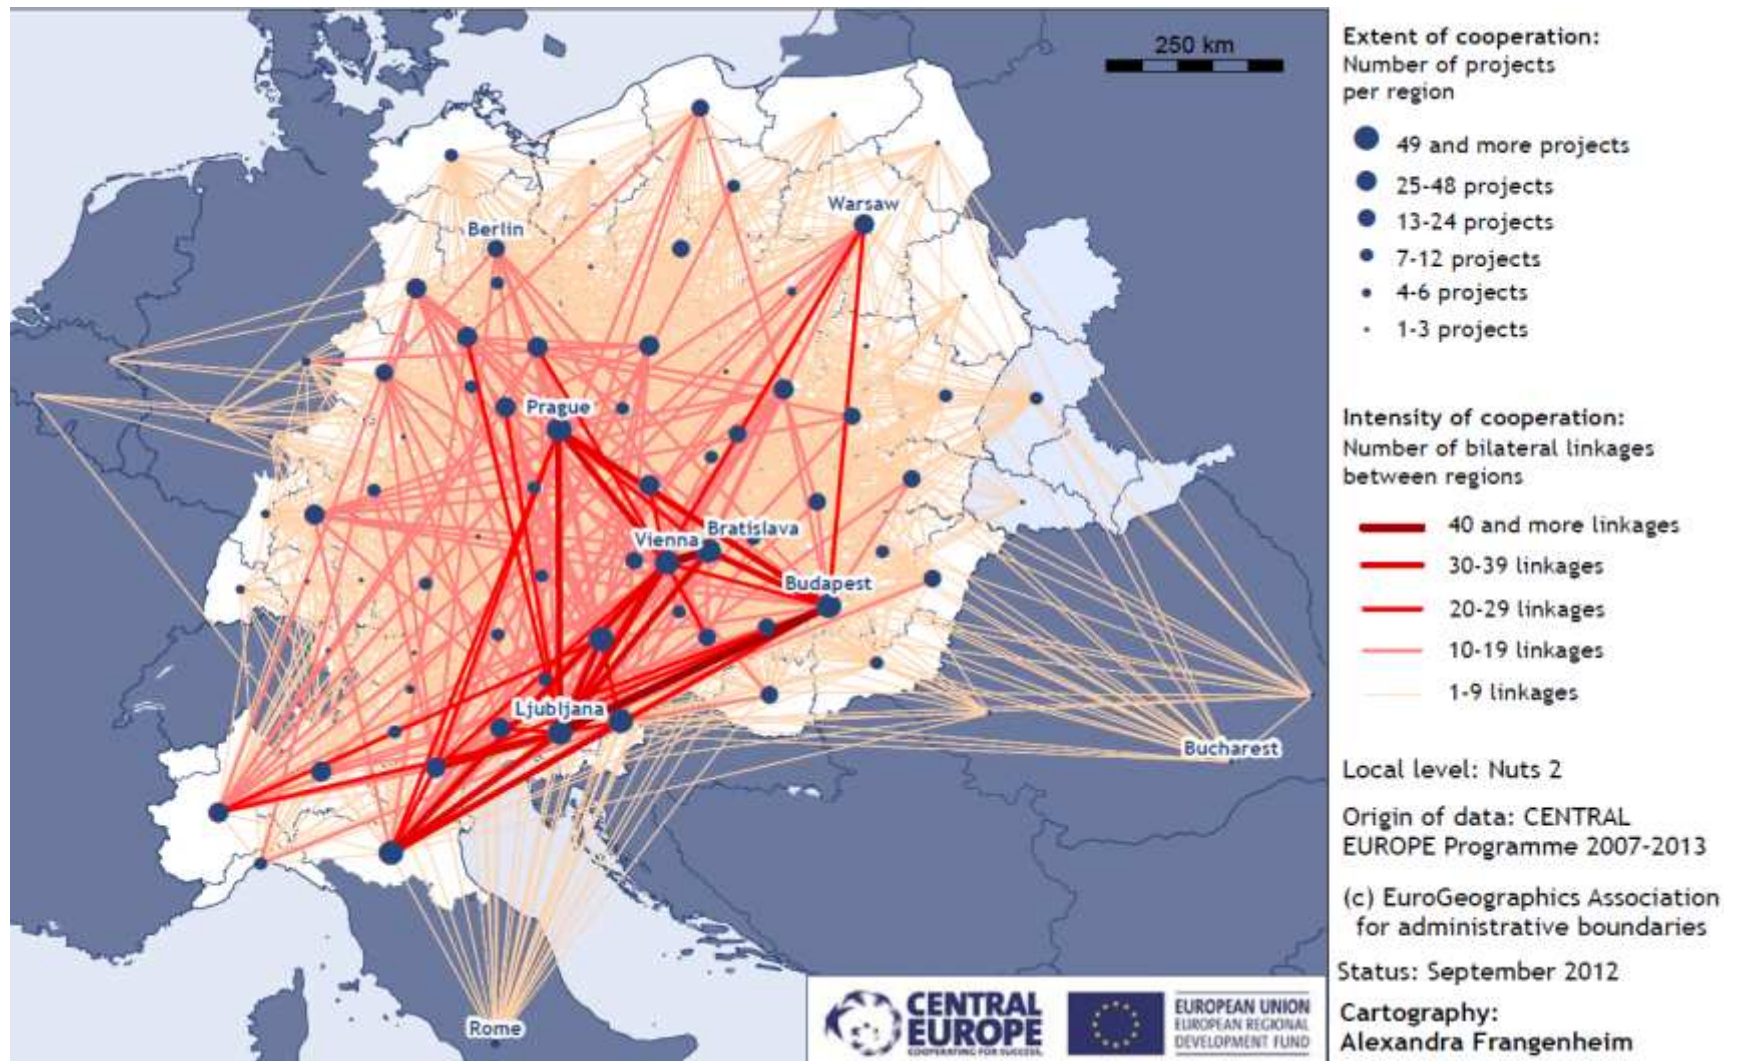 250 km
Warsaw
Berlin
Prague
Bratislava
Vienna
Budapest
Ljubljana
Bucharest
Rome
CENTRAL
EUROPE
COOPERATING FOR SUCCESS.
EUROPEAN UNION
EUROPEAN REGIONAL
DEVELOPMENT FUND
Extent of cooperation:
Number of projects
per region
49 and more projects
25-48 projects
13-24 projects
7-12 projects
4-6 projects
1-3 projects
Intensity of cooperation:
Number of bilateral linkages
between regions
40 and more linkages
30-39 linkages
20-29 linkages
10-19 linkages
1-9 linkages
Local level: Nuts 2
Origin of data: CENTRAL
EUROPE Programme 2007-2013
(c) EuroGeographics Association
for administrative boundaries
Status: September 2012
Cartography:
Alexandra Frangenheim